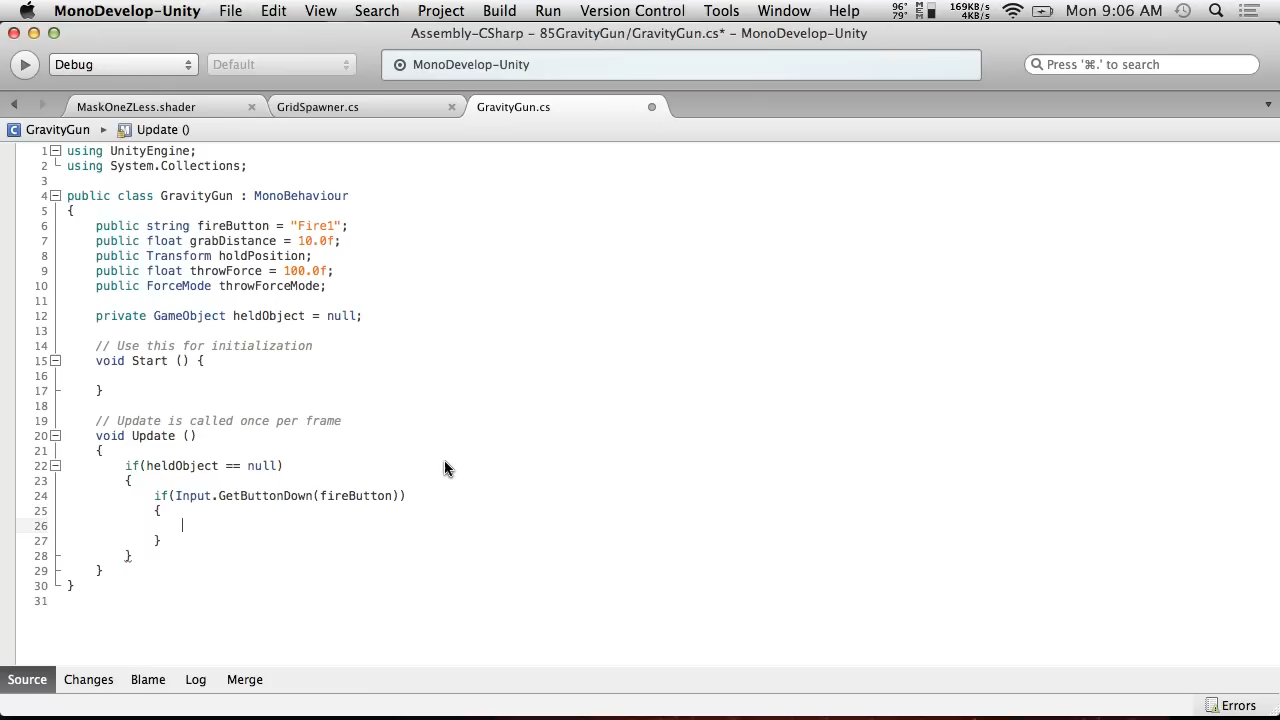 MonoDevelop-Unity File Edit View Search Project Build Run Version Control Tools Window Help 96° 79° M M 169KB/s 4KB/s Mon 9:06 AM
Assembly-CSharp – 85GravityGun/GravityGun.cs* – MonoDevelop-Unity
Debug Default MonoDevelop-Unity Press '⌘.' to search
MaskOneZLess.shader GridSpawner.cs GravityGun.cs
C GravityGun ▸ M Update ()
1 using UnityEngine;
2 using System.Collections;
3
4 public class GravityGun : MonoBehaviour
5 {
6 public string fireButton = "Fire1";
7 public float grabDistance = 10.0f;
8 public Transform holdPosition;
9 public float throwForce = 100.0f;
10 public ForceMode throwForceMode;
11
12 private GameObject heldObject = null;
13
14 // Use this for initialization
15 void Start () {
16
17 }
18
19 // Update is called once per frame
20 void Update ()
21 {
22 if(heldObject == null)
23 {
24 if(Input.GetButtonDown(fireButton))
25 {
26
27 }
28 }
29 }
30 }
31
Source Changes Blame Log Merge
Errors